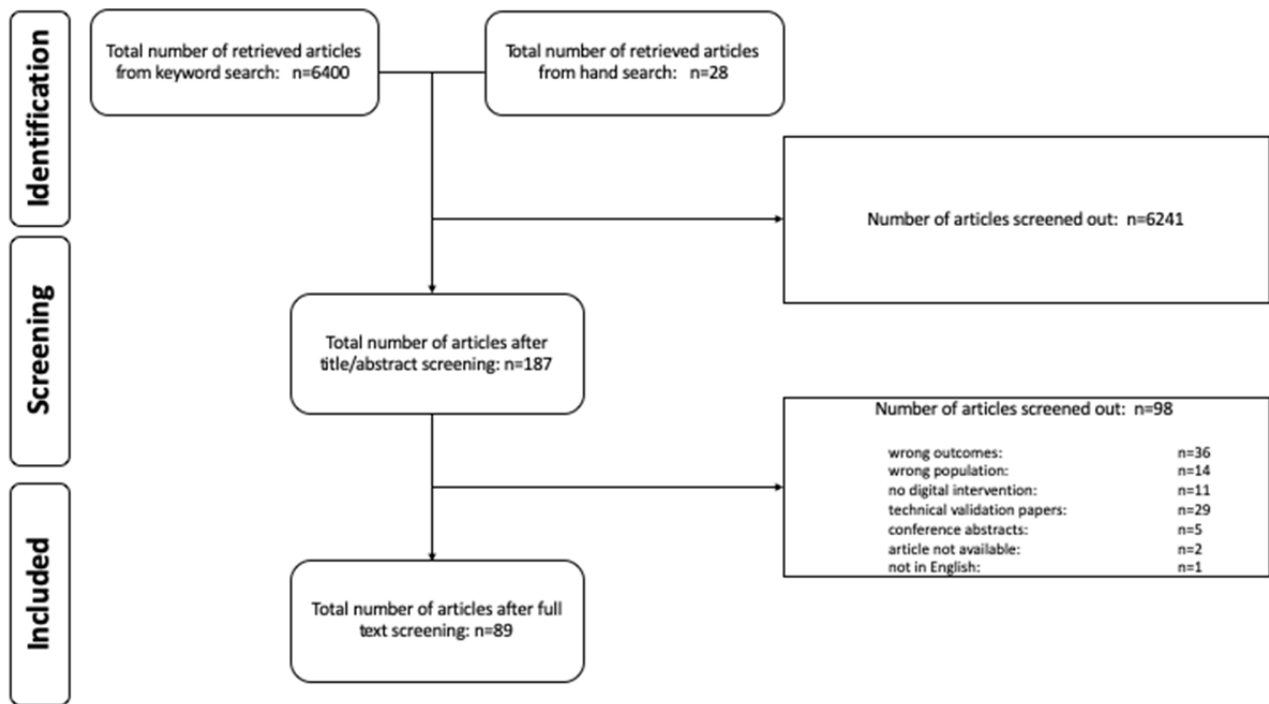 Identification
Total number of retrieved articles
from keyword search: n=6400
Total number of retrieved articles
from hand search: n=28
Number of articles screened out: n=6241
Screening
Total number of articles after
title/abstract screening: n=187
Number of articles screened out: n=98
wrong outcomes: n=36
wrong population: n=14
no digital intervention: n=11
technical validation papers: n=29
conference abstracts: n=5
article not available: n=2
not in English: n=1
Included
Total number of articles after full
text screening: n=89